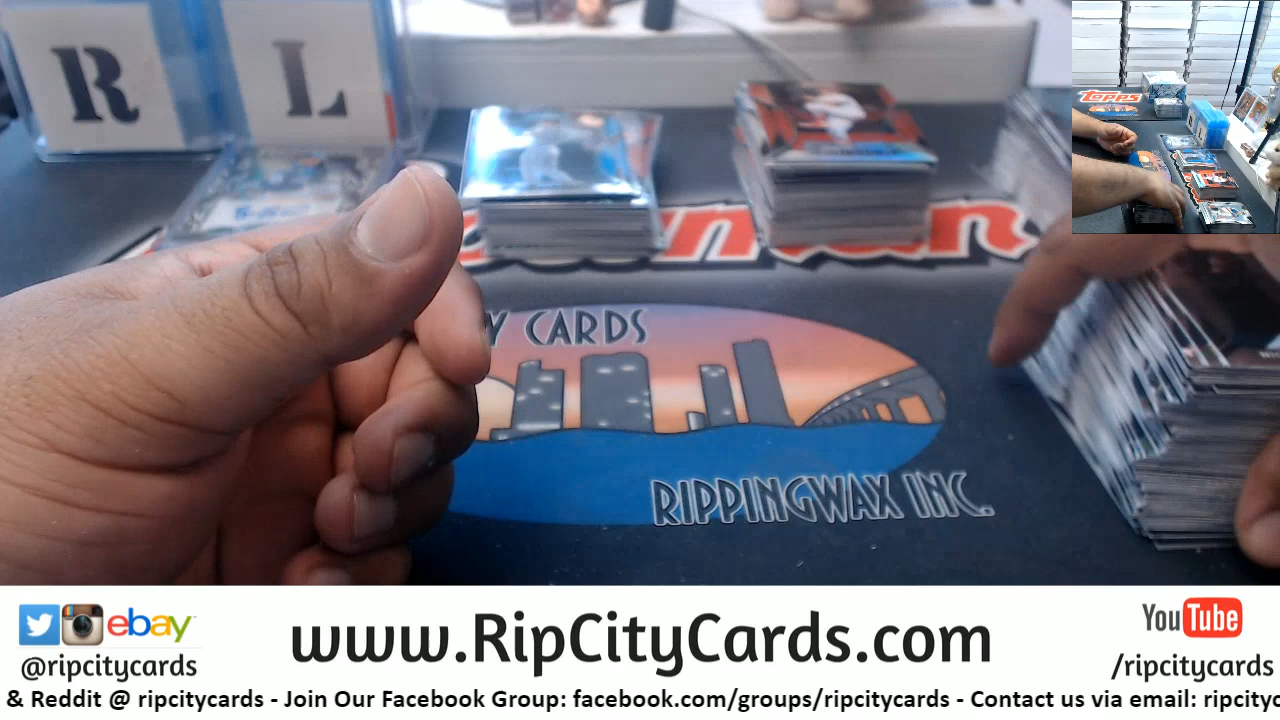 R L
Topps
Y CARDS
RIPPINGWAX INC.
ebay
www.RipCityCards.com
YouTube
@ripcitycards
/ripcitycards
& Reddit @ ripcitycards - Join Our Facebook Group: facebook.com/groups/ripcitycards - Contact us via email: ripcityc